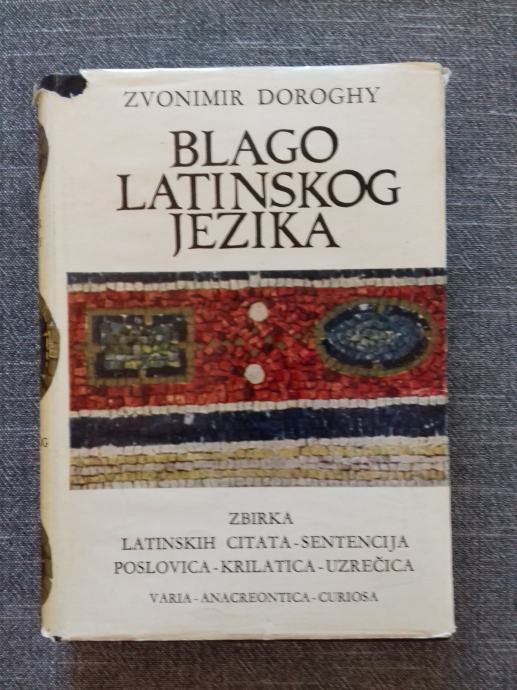 ZVONIMIR DOROGHY
BLAGO
LATINSKOG
JEZIKA
ZBIRKA
LATINSKIH CITATA-SENTENCIJA
POSLOVICA-KRILATICA-UZREČICA
VARIA-ANACREONTICA-CURIOSA